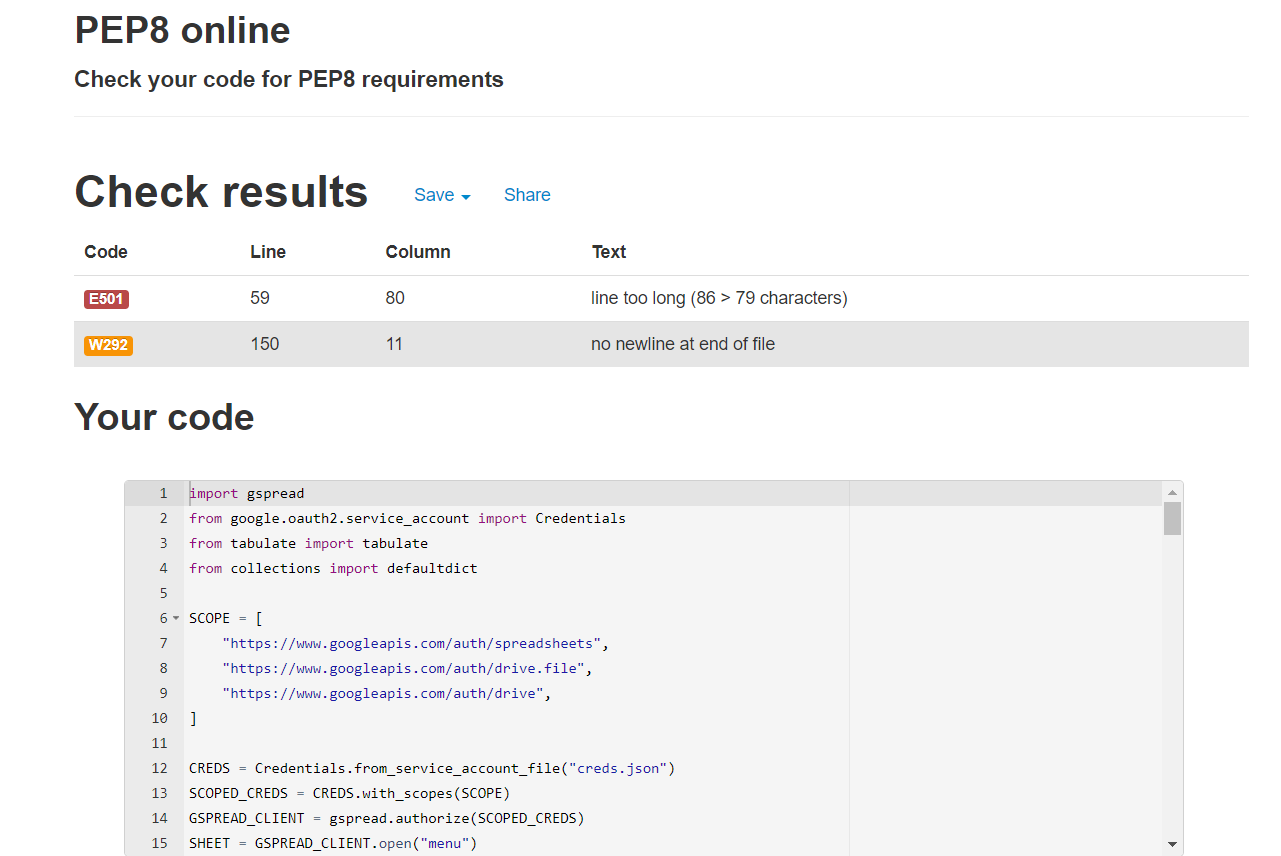 PEP8 online
Check your code for PEP8 requirements
Check results Save Share
Code Line Column Text
E501 59 80 line too long (86 > 79 characters)
W292 150 11 no newline at end of file
Your code
1 import gspread
2 from google.oauth2.service_account import Credentials
3 from tabulate import tabulate
4 from collections import defaultdict
5
6 SCOPE = [
7     "https://www.googleapis.com/auth/spreadsheets",
8     "https://www.googleapis.com/auth/drive.file",
9     "https://www.googleapis.com/auth/drive",
10 ]
11
12 CREDS = Credentials.from_service_account_file("creds.json")
13 SCOPED_CREDS = CREDS.with_scopes(SCOPE)
14 GSPREAD_CLIENT = gspread.authorize(SCOPED_CREDS)
15 SHEET = GSPREAD_CLIENT.open("menu")